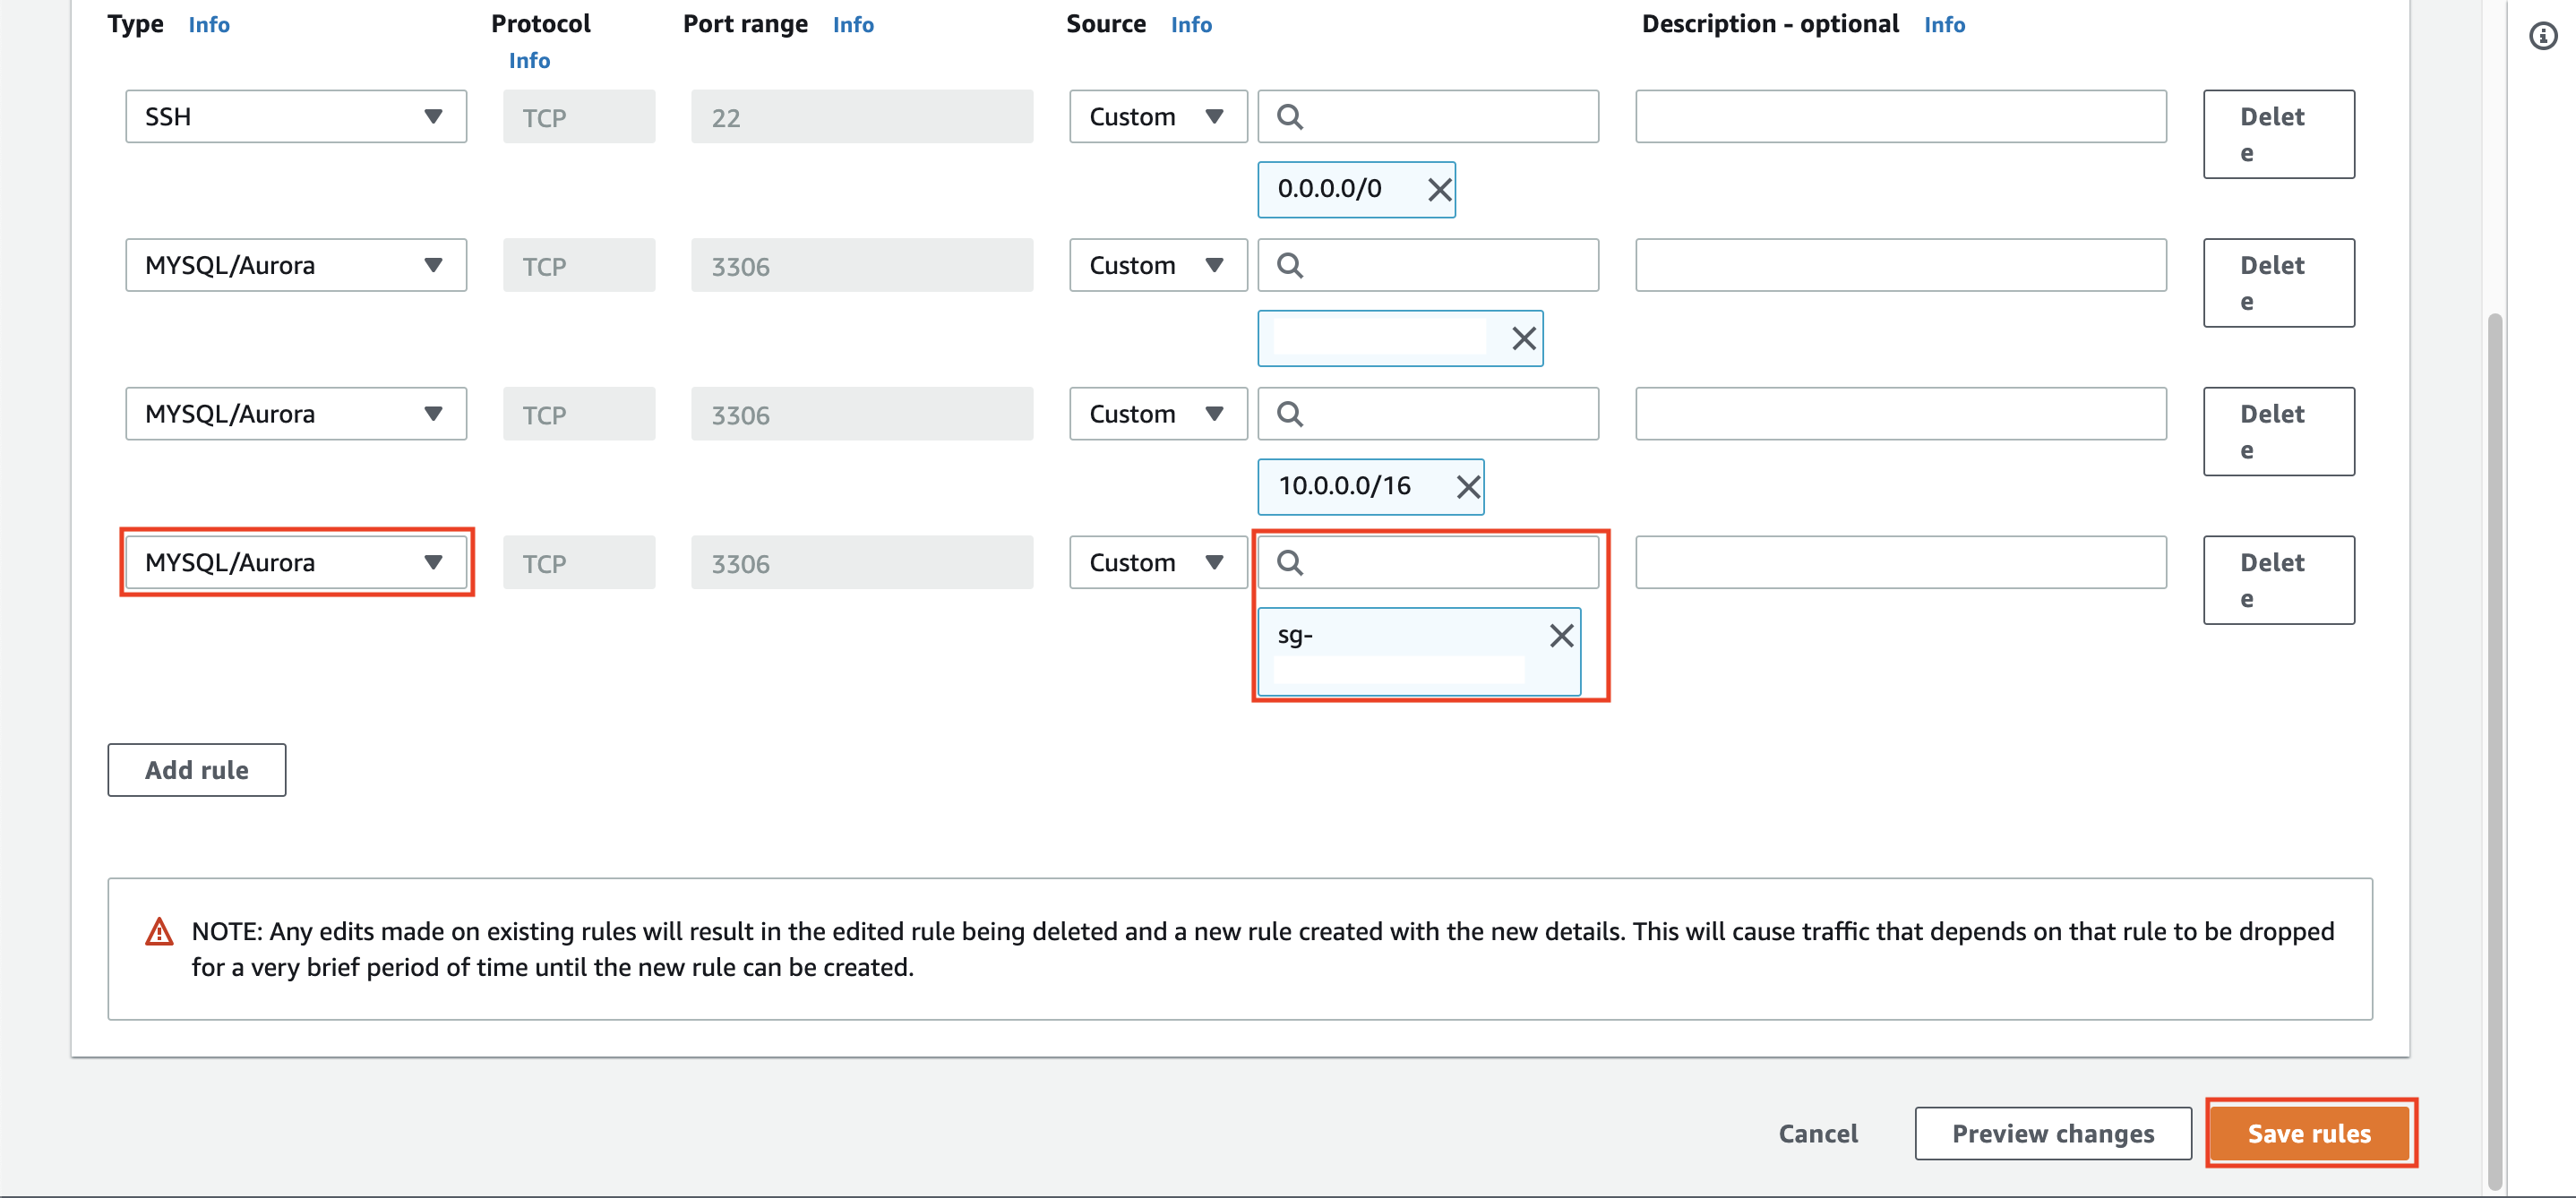 Type Info Protocol Info Port range Info Source Info Description - optional Info
SSH TCP 22 Custom Delet
e
0.0.0.0/0
MYSQL/Aurora TCP 3306 Custom Delet
e
MYSQL/Aurora TCP 3306 Custom Delet
e
10.0.0.0/16
MYSQL/Aurora TCP 3306 Custom Delet
e
sg-
Add rule
NOTE: Any edits made on existing rules will result in the edited rule being deleted and a new rule created with the new details. This will cause traffic that depends on that rule to be dropped
for a very brief period of time until the new rule can be created.
Cancel Preview changes Save rules